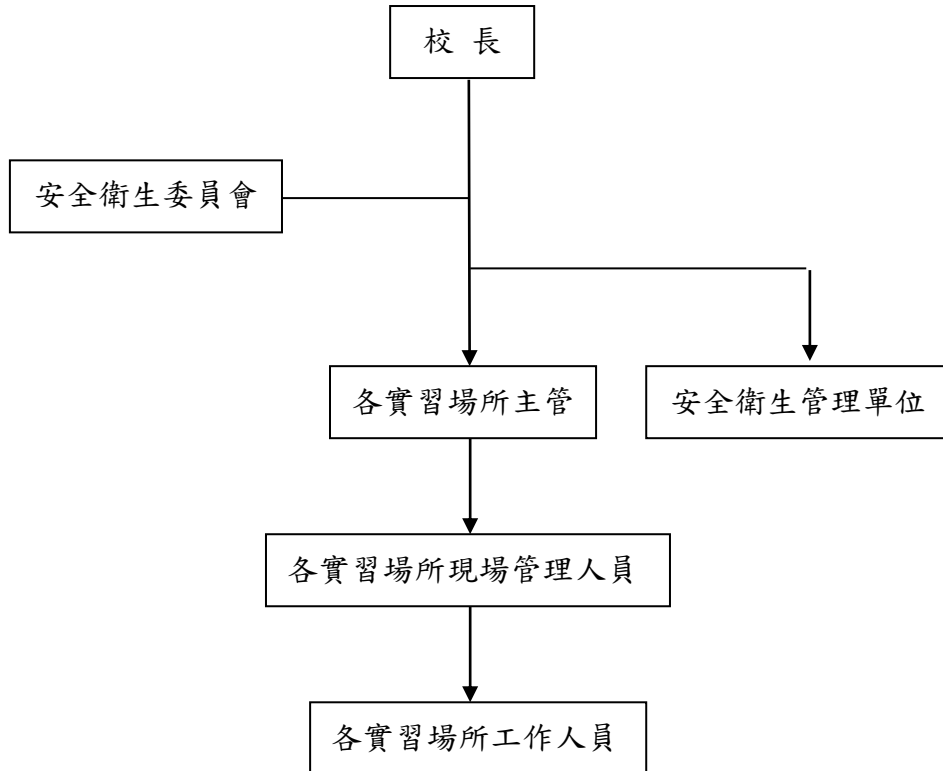 校 長
安全衛生委員會
各實習場所主管
安全衛生管理單位
各實習場所現場管理人員
各實習場所工作人員